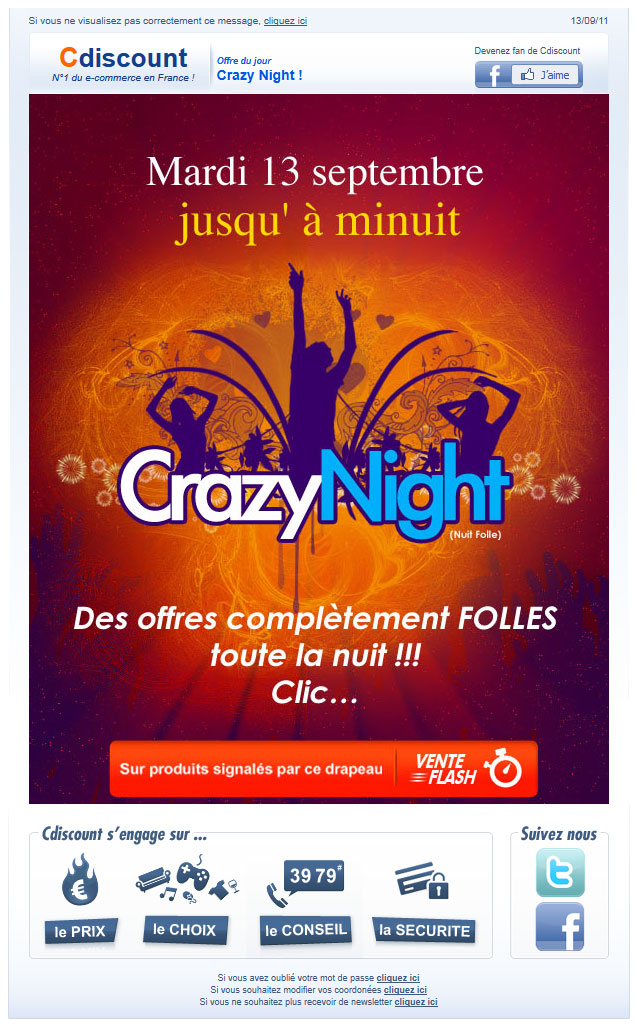 Si vous ne visualisez pas correctement ce message, cliquez ici
13/09/11
Cdiscount
N°1 du e-commerce en France !
Offre du jour
Crazy Night !
Devenez fan de Cdiscount
f J'aime
Mardi 13 septembre
jusqu' à minuit
CrazyNight
(Nuit Folle)
Des offres complètement FOLLES
toute la nuit !!!
Clic…
Sur produits signalés par ce drapeau
VENTE
FLASH
Cdiscount s'engage sur ...
€
le PRIX
le CHOIX
39 79#
le CONSEIL
la SECURITE
Suivez nous
t
f
Si vous avez oublié votre mot de passe cliquez ici
Si vous souhaitez modifier vos coordonées cliquez ici
Si vous ne souhaitez plus recevoir de newsletter cliquez ici